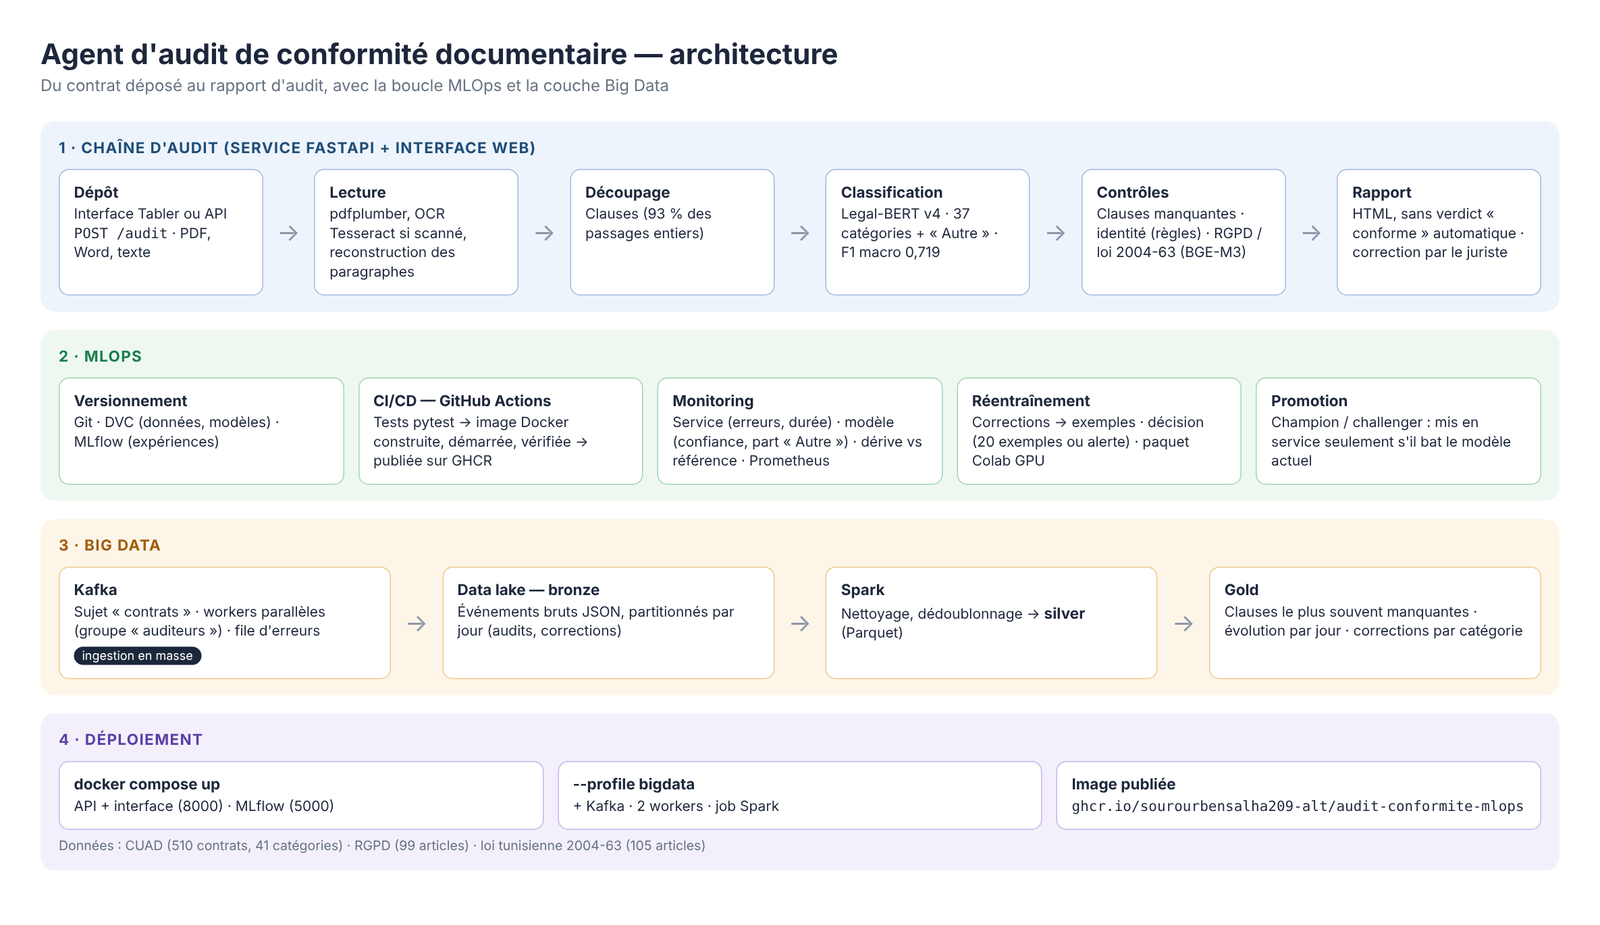 Agent d'audit de conformité documentaire — architecture
Du contrat déposé au rapport d'audit, avec la boucle MLOps et la couche Big Data
1 · CHAÎNE D'AUDIT (SERVICE FASTAPI + INTERFACE WEB)
Dépôt
Interface Tabler ou API
POST /audit · PDF,
Word, texte
→
Lecture
pdfplumber, OCR
Tesseract si scanné,
reconstruction des
paragraphes
→
Découpage
Clauses (93 % des
passages entiers)
→
Classification
Legal-BERT v4 · 37
catégories + « Autre » ·
F1 macro 0,719
→
Contrôles
Clauses manquantes ·
identité (règles) · RGPD /
loi 2004-63 (BGE-M3)
→
Rapport
HTML, sans verdict «
conforme » automatique ·
correction par le juriste
2 · MLOPS
Versionnement
Git · DVC (données, modèles) ·
MLflow (expériences)
CI/CD — GitHub Actions
Tests pytest → image Docker
construite, démarrée, vérifiée →
publiée sur GHCR
Monitoring
Service (erreurs, durée) · modèle
(confiance, part « Autre ») · dérive vs
référence · Prometheus
Réentraînement
Corrections → exemples · décision
(20 exemples ou alerte) · paquet
Colab GPU
Promotion
Champion / challenger : mis en
service seulement s'il bat le modèle
actuel
3 · BIG DATA
Kafka
Sujet « contrats » · workers parallèles
(groupe « auditeurs ») · file d'erreurs
ingestion en masse
→
Data lake — bronze
Événements bruts JSON, partitionnés par
jour (audits, corrections)
→
Spark
Nettoyage, dédoublonnage → silver
(Parquet)
→
Gold
Clauses le plus souvent manquantes ·
évolution par jour · corrections par catégorie
4 · DÉPLOIEMENT
docker compose up
API + interface (8000) · MLflow (5000)
--profile bigdata
+ Kafka · 2 workers · job Spark
Image publiée
ghcr.io/sourourbensalha209-alt/audit-conformite-mlops
Données : CUAD (510 contrats, 41 catégories) · RGPD (99 articles) · loi tunisienne 2004-63 (105 articles)